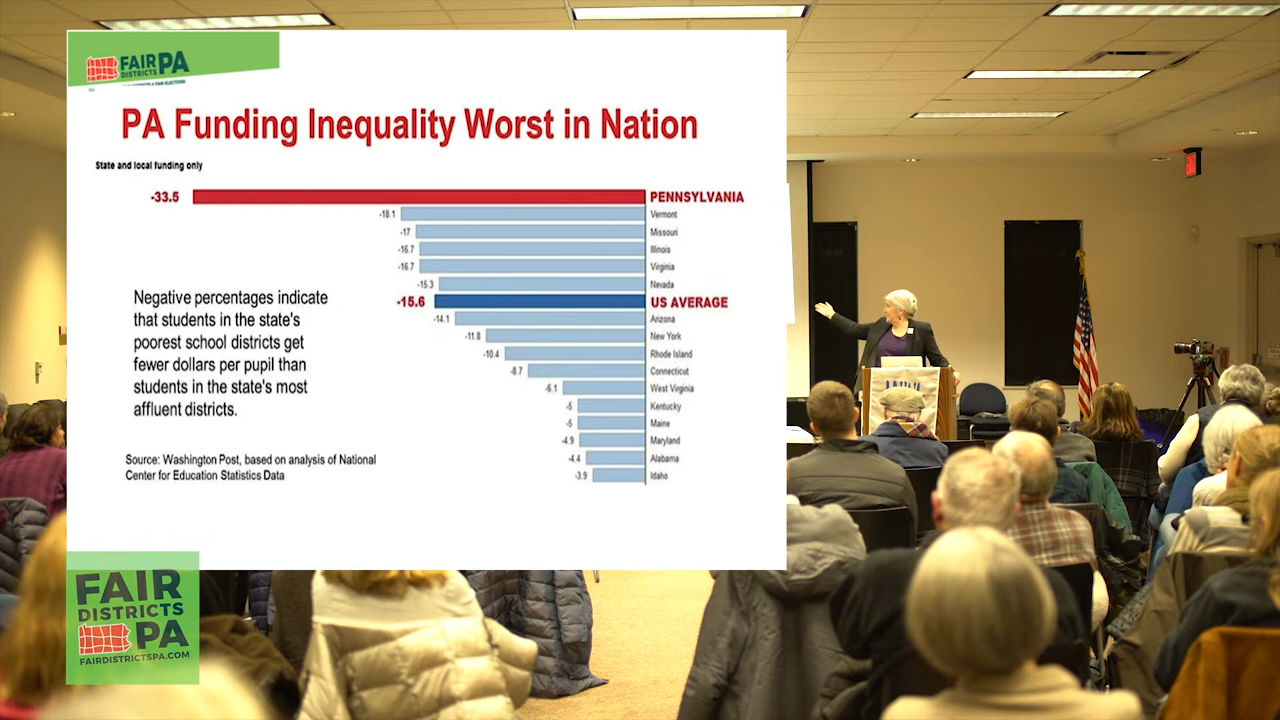 FAIR
DISTRICTS
PA
PA Funding Inequality Worst in Nation
State and local funding only
-33.5 PENNSYLVANIA
-18.1 Vermont
-17 Missouri
-16.7 Illinois
-16.7 Virginia
-15.3 Nevada
-15.6 US AVERAGE
-14.1 Arizona
-11.8 New York
-10.4 Rhode Island
-8.7 Connecticut
-6.1 West Virginia
-5 Kentucky
-5 Maine
-4.9 Maryland
-4.4 Alabama
-3.9 Idaho
Negative percentages indicate
that students in the state's
poorest school districts get
fewer dollars per pupil than
students in the state's most
affluent districts.
Source: Washington Post, based on analysis of National
Center for Education Statistics Data
FAIR
DISTRICTS
PA
FAIRDISTRICTSPA.COM